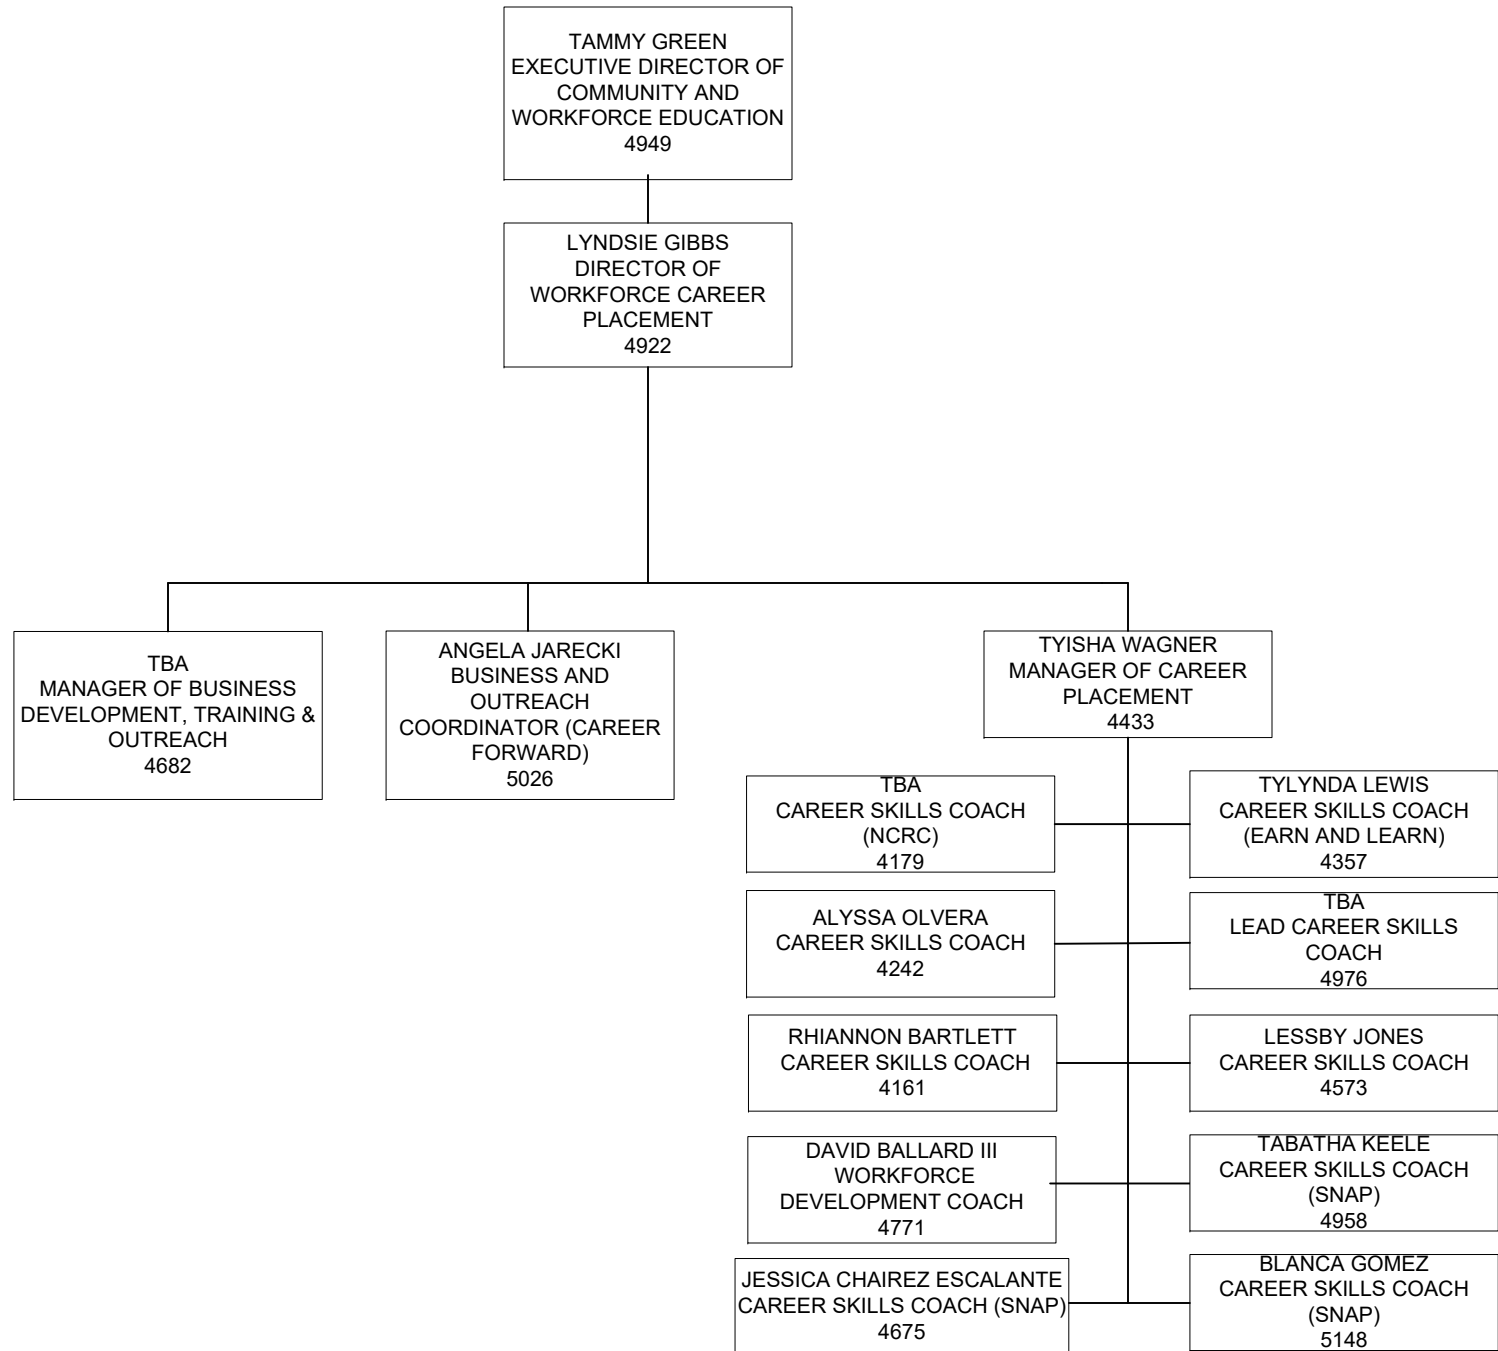 TAMMY GREEN
EXECUTIVE DIRECTOR OF
COMMUNITY AND
WORKFORCE EDUCATION
4949
LYNDSIE GIBBS
DIRECTOR OF
WORKFORCE CAREER
PLACEMENT
4922
TBA
MANAGER OF BUSINESS
DEVELOPMENT, TRAINING &
OUTREACH
4682
ANGELA JARECKI
BUSINESS AND
OUTREACH
COORDINATOR (CAREER
FORWARD)
5026
TYISHA WAGNER
MANAGER OF CAREER
PLACEMENT
4433
TBA
CAREER SKILLS COACH
(NCRC)
4179
TYLYNDA LEWIS
CAREER SKILLS COACH
(EARN AND LEARN)
4357
ALYSSA OLVERA
CAREER SKILLS COACH
4242
TBA
LEAD CAREER SKILLS
COACH
4976
RHIANNON BARTLETT
CAREER SKILLS COACH
4161
LESSBY JONES
CAREER SKILLS COACH
4573
DAVID BALLARD III
WORKFORCE
DEVELOPMENT COACH
4771
TABATHA KEELE
CAREER SKILLS COACH
(SNAP)
4958
JESSICA CHAIREZ ESCALANTE
CAREER SKILLS COACH (SNAP)
4675
BLANCA GOMEZ
CAREER SKILLS COACH
(SNAP)
5148